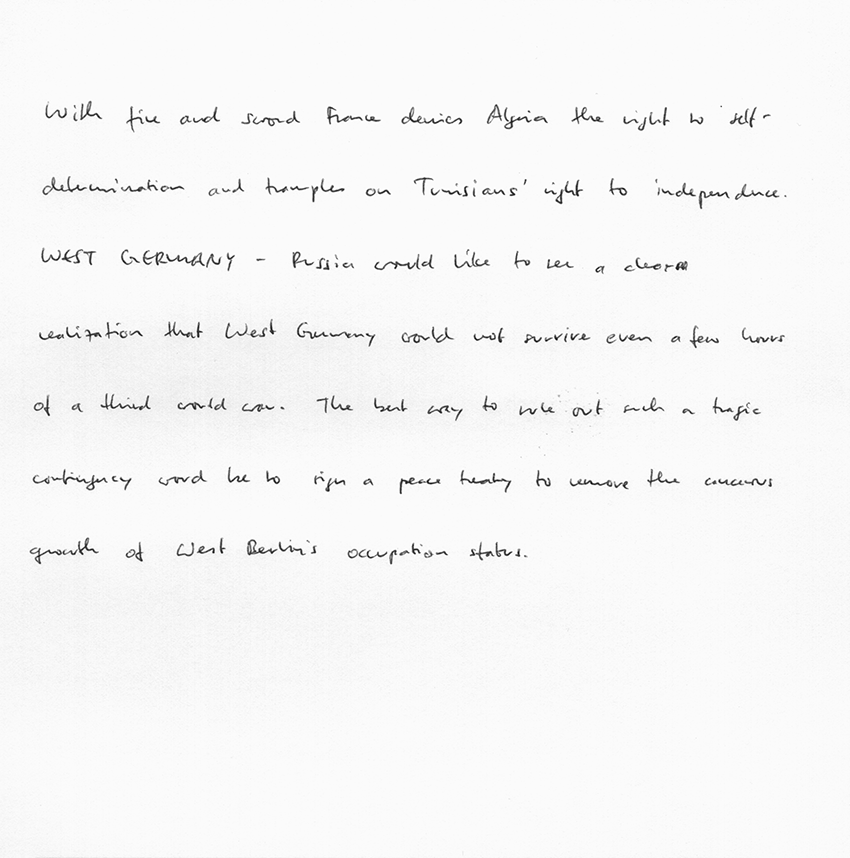 With fire and sword France denies Algeria the right to self-
determination and tramples on Tunisians' right to independence.
WEST GERMANY - Russia would like to see a clear
realization that West Germany would not survive even a few hours
of a third world war. The best way to rule out such a tragic
contingency would be to sign a peace treaty to remove the cancerous
growth of West Berlin's occupation status.